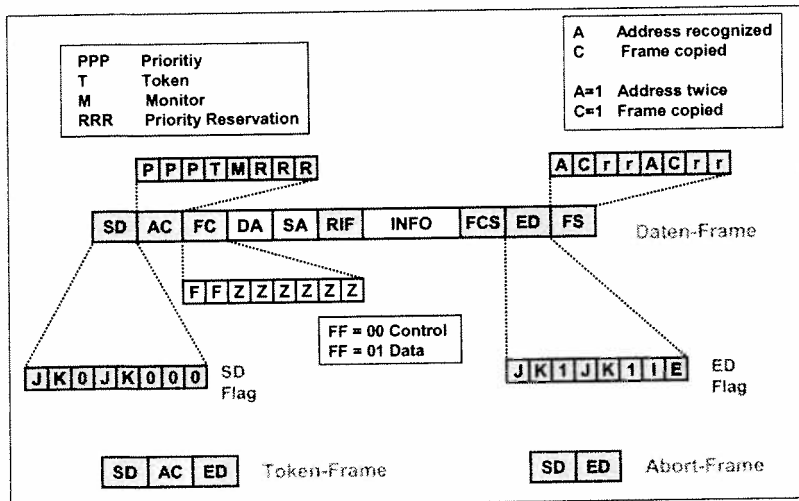 PPP Prioritiy
T Token
M Monitor
RRR Priority Reservation
A Address recognized
C Frame copied
A=1 Address twice
C=1 Frame copied
P P P T M R R R
A C r r A C r r
SD AC FC DA SA RIF INFO FCS ED FS
Daten-Frame
F F Z Z Z Z Z Z
FF = 00 Control
FF = 01 Data
J K 0 J K 0 0 0
SD
Flag
J K 1 J K 1 I E
ED
Flag
SD AC ED
Token-Frame
SD ED
Abort-Frame